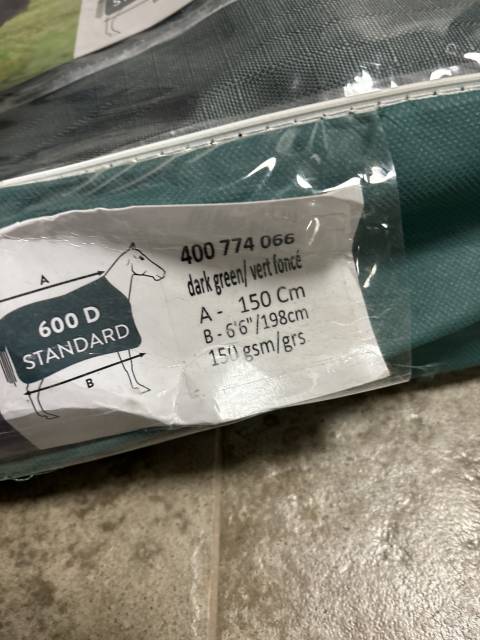 400 774 066
dark green/ vert foncé
A - 150 Cm
B - 6'6"/198cm
150 gsm/grs
A
600 D
STANDARD
B